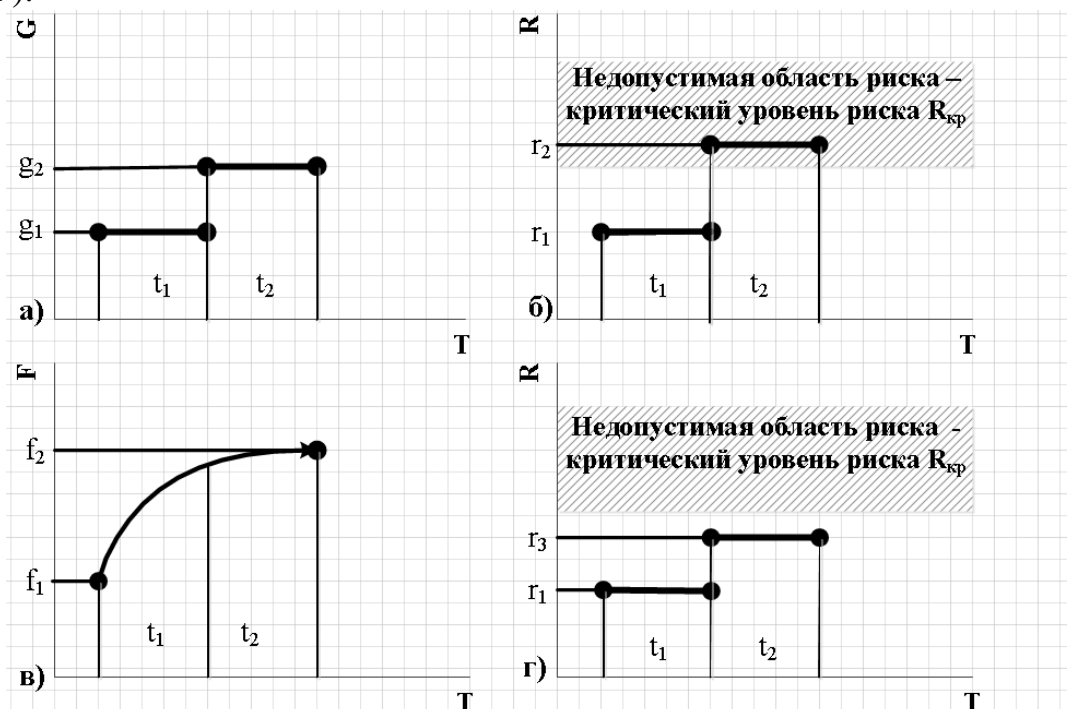 G
g₂
g₁
t₁
t₂
а)
T
R
Недопустимая область риска –
критический уровень риска Rкр
r₂
r₁
t₁
t₂
б)
T
F
f₂
f₁
t₁
t₂
в)
T
R
Недопустимая область риска -
критический уровень риска Rкр
r₃
r₁
t₁
t₂
г)
T